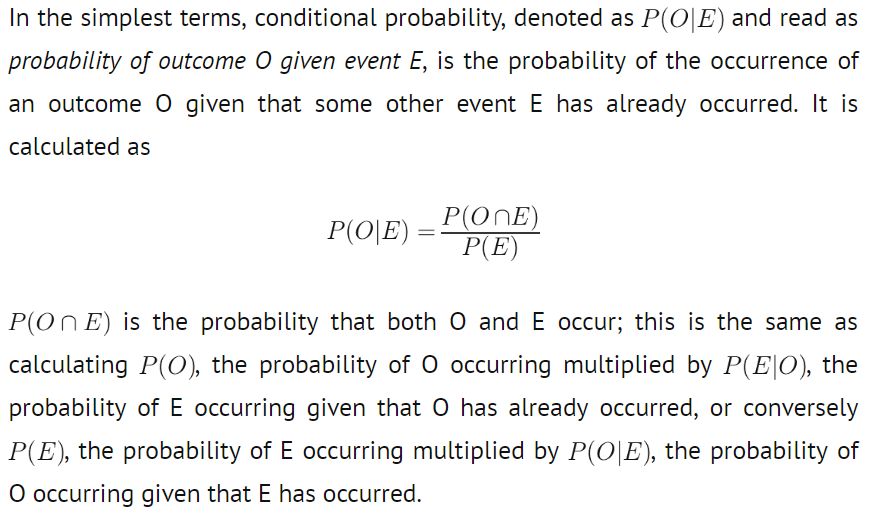 In the simplest terms, conditional probability, denoted as P(O|E) and read as
probability of outcome O given event E, is the probability of the occurrence of
an outcome O given that some other event E has already occurred. It is
calculated as
P(O|E) = P(O∩E)
P(E)
P(O ∩ E) is the probability that both O and E occur; this is the same as
calculating P(O), the probability of O occurring multiplied by P(E|O), the
probability of E occurring given that O has already occurred, or conversely
P(E), the probability of E occurring multiplied by P(O|E), the probability of
O occurring given that E has occurred.